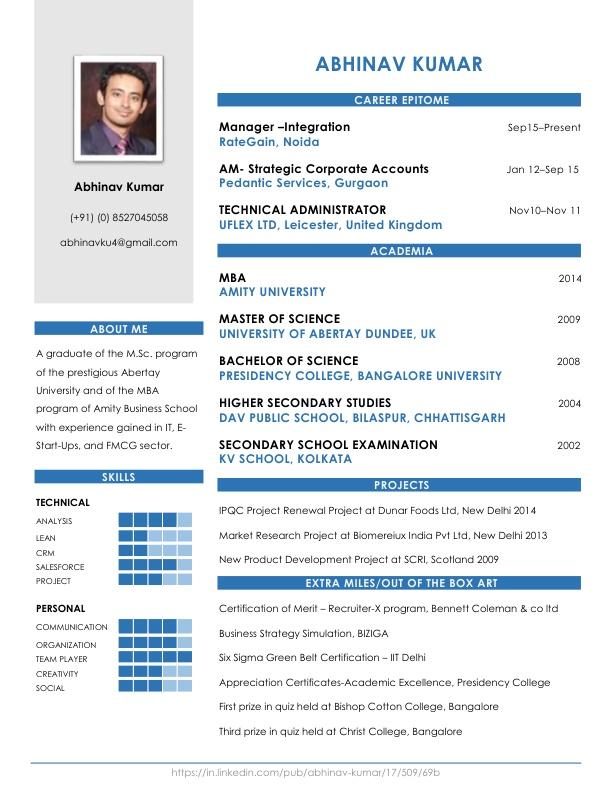 Abhinav Kumar
(+91) (0) 8527045058
abhinavku4@gmail.com
ABOUT ME
A graduate of the M.Sc. program
of the prestigious Abertay
University and of the MBA
program of Amity Business School
with experience gained in IT, E-
Start-Ups, and FMCG sector.
SKILLS
TECHNICAL
ANALYSIS
LEAN
CRM
SALESFORCE
PROJECT
PERSONAL
COMMUNICATION
ORGANIZATION
TEAM PLAYER
CREATIVITY
SOCIAL
ABHINAV KUMAR
CAREER EPITOME
Manager –Integration Sep15–Present
RateGain, Noida
AM- Strategic Corporate Accounts Jan 12–Sep 15
Pedantic Services, Gurgaon
TECHNICAL ADMINISTRATOR Nov10–Nov 11
UFLEX LTD, Leicester, United Kingdom
ACADEMIA
MBA 2014
AMITY UNIVERSITY
MASTER OF SCIENCE 2009
UNIVERSITY OF ABERTAY DUNDEE, UK
BACHELOR OF SCIENCE 2008
PRESIDENCY COLLEGE, BANGALORE UNIVERSITY
HIGHER SECONDARY STUDIES 2004
DAV PUBLIC SCHOOL, BILASPUR, CHHATTISGARH
SECONDARY SCHOOL EXAMINATION 2002
KV SCHOOL, KOLKATA
PROJECTS
IPQC Project Renewal Project at Dunar Foods Ltd, New Delhi 2014
Market Research Project at Biomereiux India Pvt Ltd, New Delhi 2013
New Product Development Project at SCRI, Scotland 2009
EXTRA MILES/OUT OF THE BOX ART
Certification of Merit – Recruiter-X program, Bennett Coleman & co ltd
Business Strategy Simulation, BIZIGA
Six Sigma Green Belt Certification – IIT Delhi
Appreciation Certificates-Academic Excellence, Presidency College
First prize in quiz held at Bishop Cotton College, Bangalore
Third prize in quiz held at Christ College, Bangalore
https://in.linkedin.com/pub/abhinav-kumar/17/509/69b